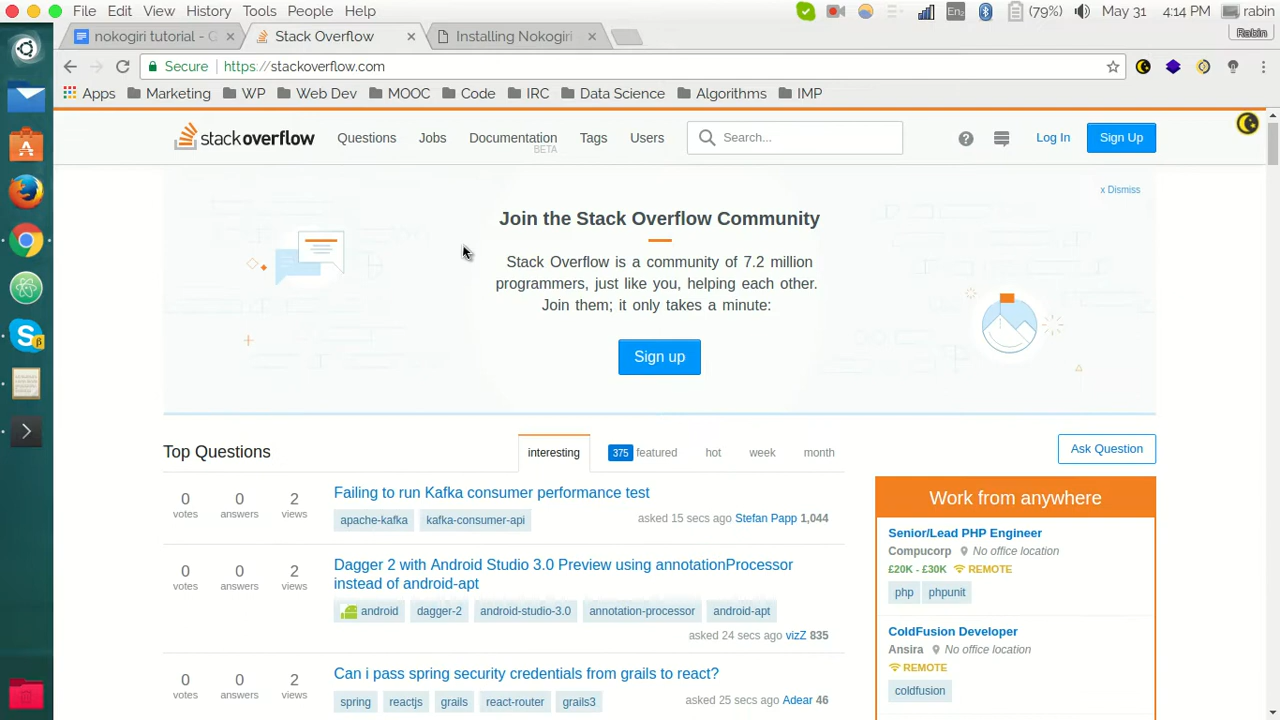 File Edit View History Tools People Help
En2 (79%) May 31 4:14 PM rabin
nokogiri tutorial -
Stack Overflow
Installing Nokogiri
Rabin
Secure https://stackoverflow.com
Apps Marketing WP Web Dev MOOC Code IRC Data Science Algorithms IMP
stackoverflow Questions Jobs Documentation Tags Users Search... Log In Sign Up
BETA
x Dismiss
Join the Stack Overflow Community
Stack Overflow is a community of 7.2 million
programmers, just like you, helping each other.
Join them; it only takes a minute:
Sign up
Top Questions
interesting 375 featured hot week month
Ask Question
0 votes 0 answers 2 views
Failing to run Kafka consumer performance test
apache-kafka kafka-consumer-api
asked 15 secs ago Stefan Papp 1,044
0 votes 0 answers 2 views
Dagger 2 with Android Studio 3.0 Preview using annotationProcessor
instead of android-apt
android dagger-2 android-studio-3.0 annotation-processor android-apt
asked 24 secs ago vizZ 835
0 votes 0 answers 2 views
Can i pass spring security credentials from grails to react?
spring reactjs grails react-router grails3
asked 25 secs ago Adear 46
Work from anywhere
Senior/Lead PHP Engineer
Compucorp No office location
£20K - £30K REMOTE
php phpunit
ColdFusion Developer
Ansira No office location
REMOTE
coldfusion